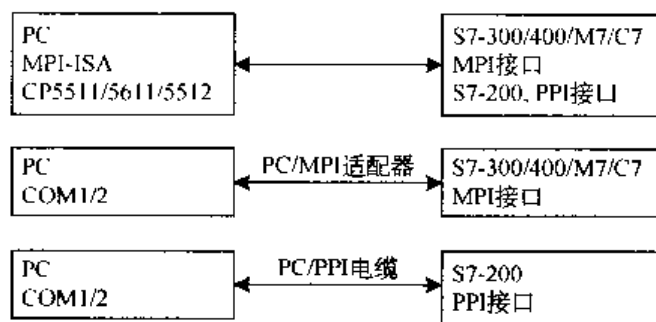 PC
MPI-ISA
CP5511/5611/5512
S7-300/400/M7/C7
MPI接口
S7-200, PPI接口
PC
COM1/2
PC/MPI适配器
S7-300/400/M7/C7
MPI接口
PC
COM1/2
PC/PPI电缆
S7-200
PPI接口